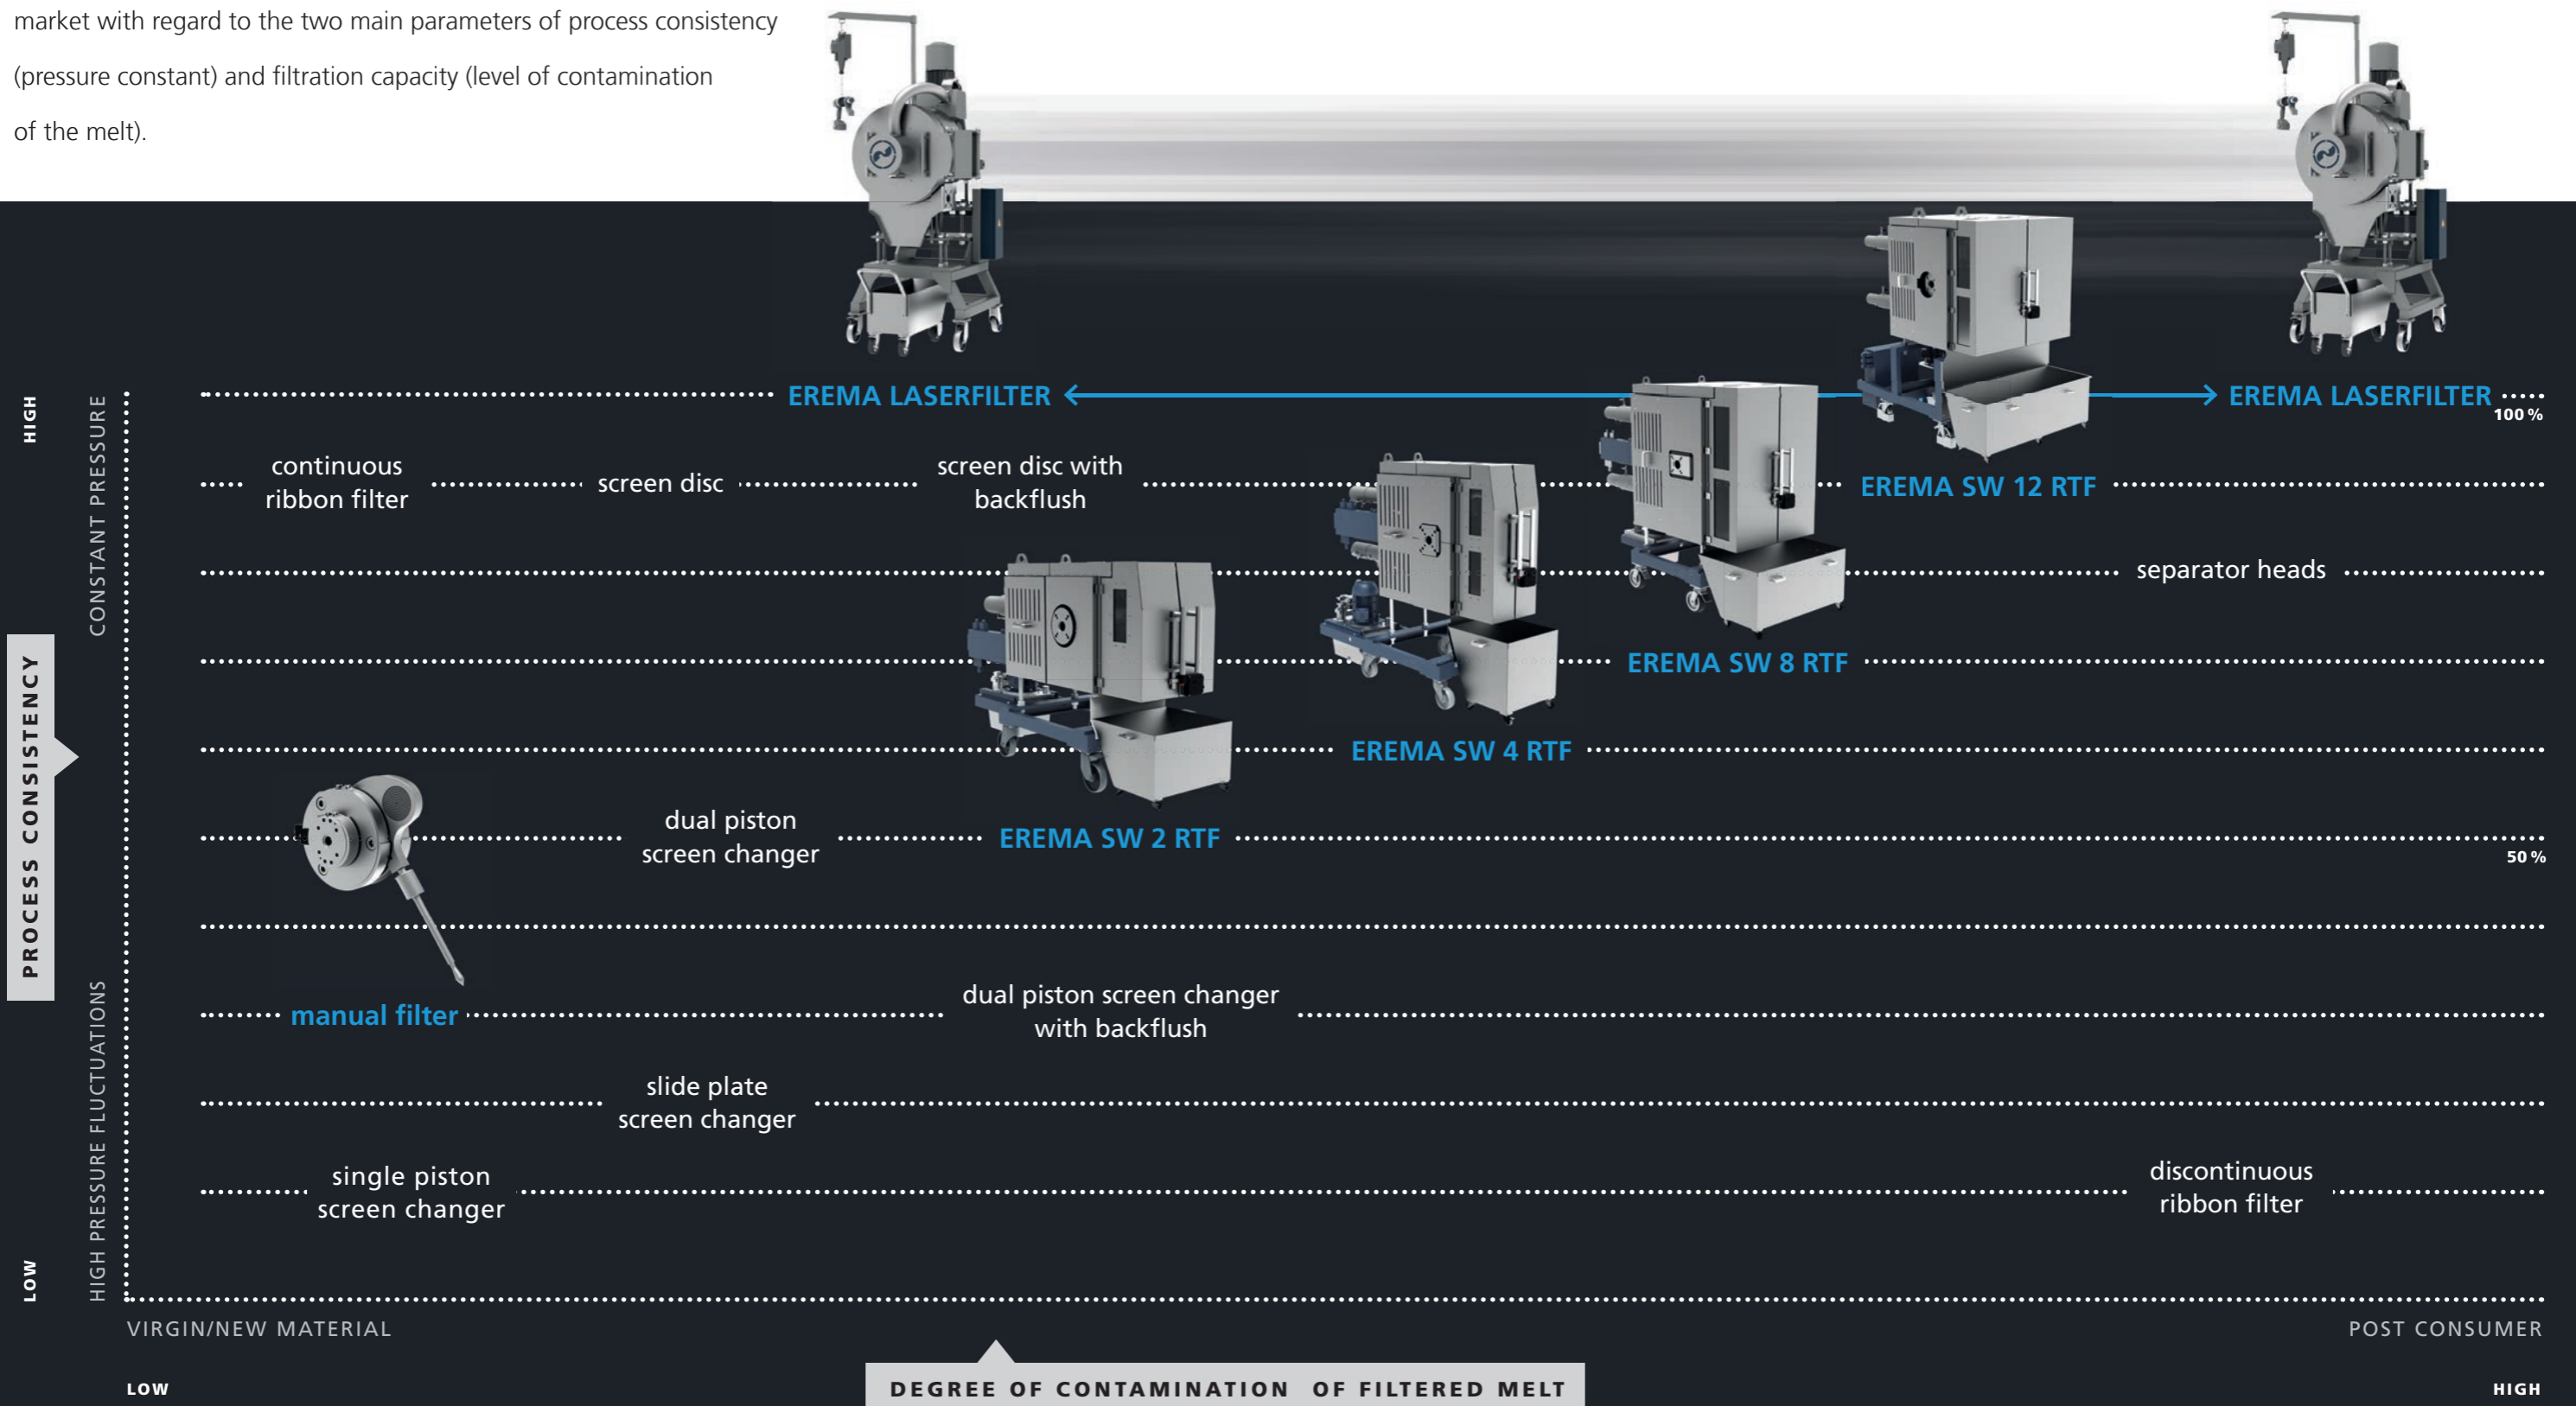 market with regard to the two main parameters of process consistency
(pressure constant) and filtration capacity (level of contamination
of the melt).
HIGH
CONSTANT PRESSURE
PROCESS CONSISTENCY
HIGH PRESSURE FLUCTUATIONS
LOW
EREMA LASERFILTER
EREMA LASERFILTER
100 %
continuous
ribbon filter
screen disc
screen disc with
backflush
EREMA SW 12 RTF
separator heads
EREMA SW 8 RTF
EREMA SW 4 RTF
dual piston
screen changer
EREMA SW 2 RTF
50 %
manual filter
dual piston screen changer
with backflush
slide plate
screen changer
single piston
screen changer
discontinuous
ribbon filter
VIRGIN/NEW MATERIAL
POST CONSUMER
LOW
DEGREE OF CONTAMINATION OF FILTERED MELT
HIGH